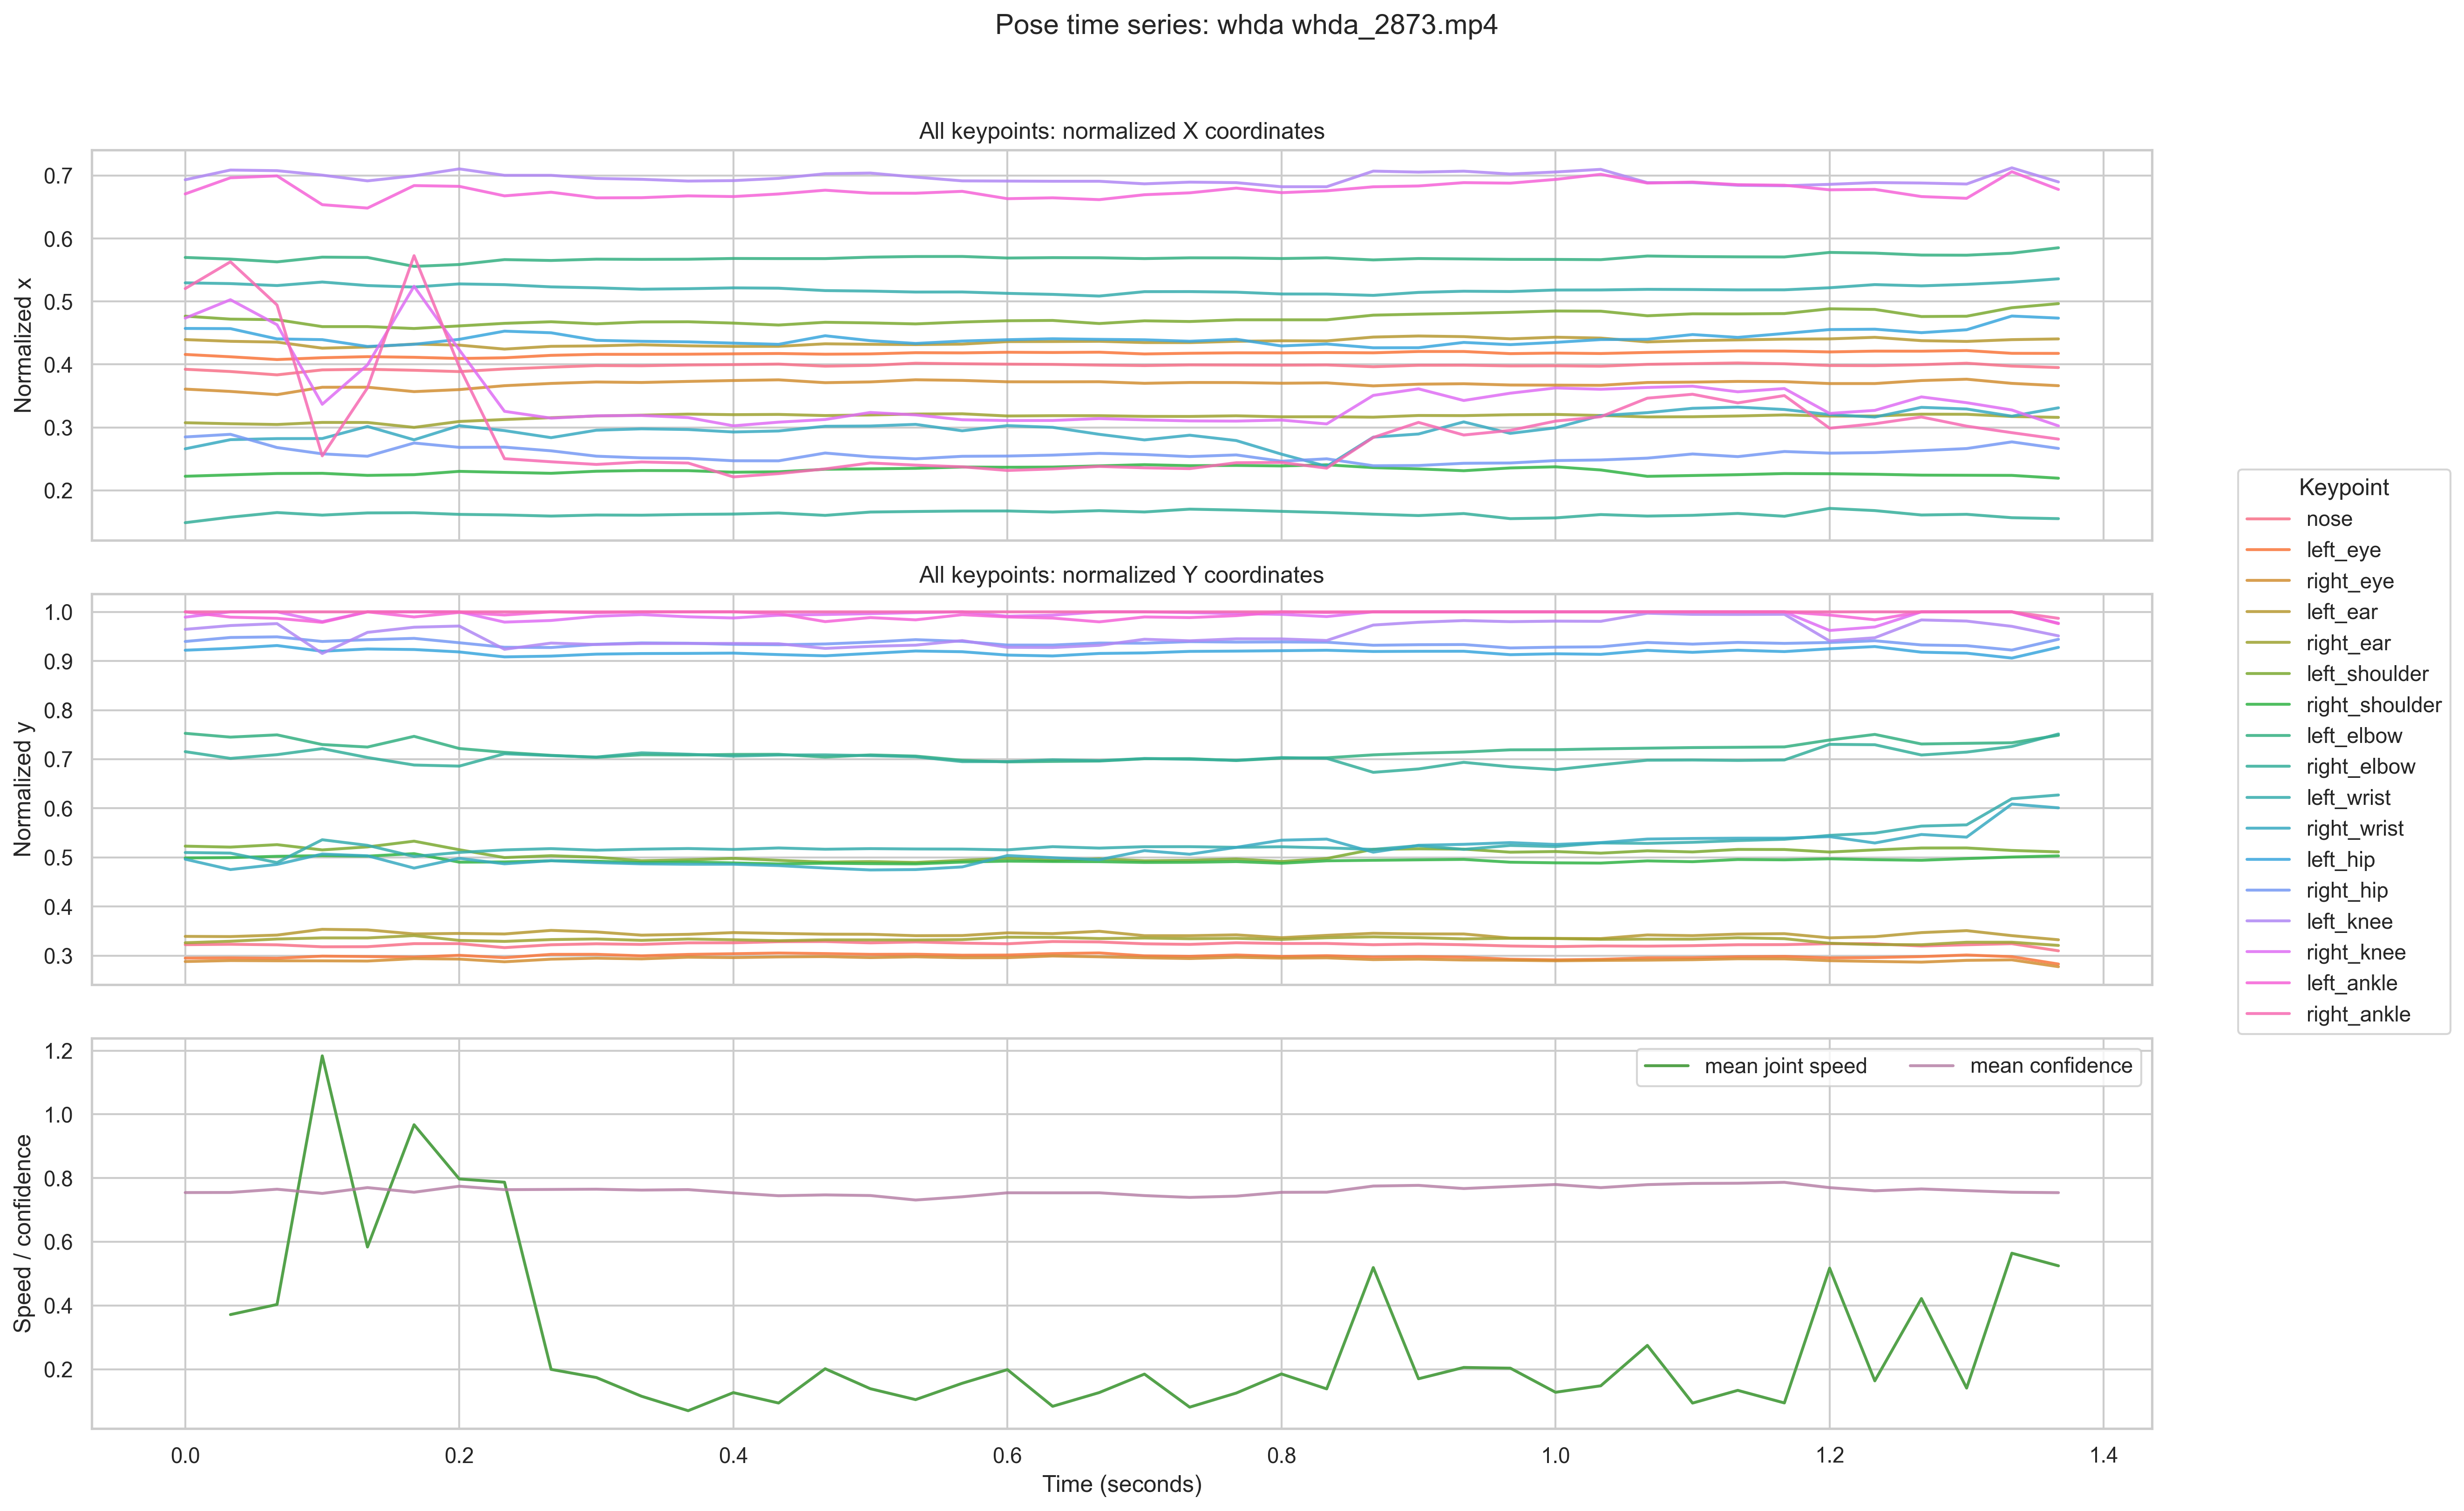 Pose time series: whda whda_2873.mp4
All keypoints: normalized X coordinates
Normalized x
0.7
0.6
0.5
0.4
0.3
0.2
All keypoints: normalized Y coordinates
Normalized y
1.0
0.9
0.8
0.7
0.6
0.5
0.4
0.3
Keypoint
nose
left_eye
right_eye
left_ear
right_ear
left_shoulder
right_shoulder
left_elbow
right_elbow
left_wrist
right_wrist
left_hip
right_hip
left_knee
right_knee
left_ankle
right_ankle
Speed / confidence
1.2
1.0
0.8
0.6
0.4
0.2
mean joint speed
mean confidence
0.0
0.2
0.4
0.6
0.8
1.0
1.2
1.4
Time (seconds)